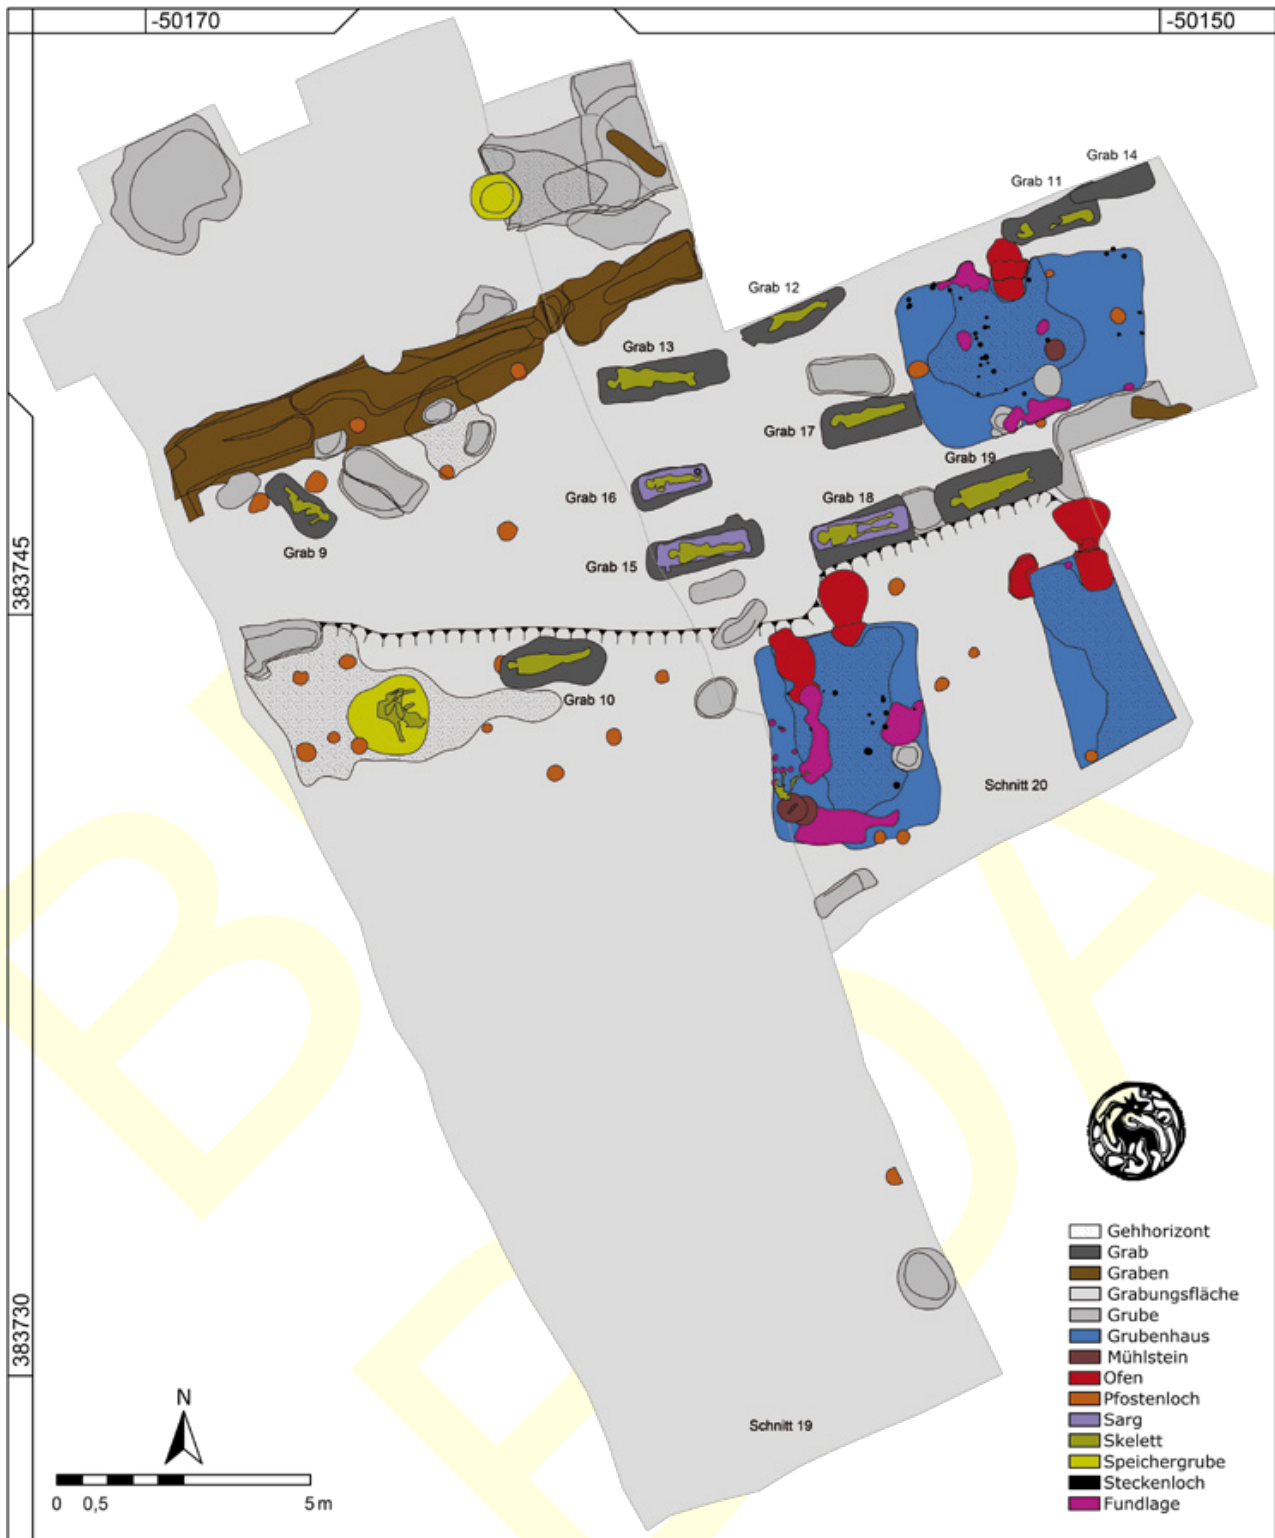 -50170
-50150
Grab 14
Grab 11
Grab 12
Grab 13
Grab 17
Grab 19
Grab 16
Grab 18
Grab 9
Grab 15
383745
Grab 10
Schnitt 20
383730
Gehhorizont
Grab
Graben
Grabungsfläche
Grube
Grubenhaus
Mühlstein
Ofen
Pfostenloch
Sarg
Skelett
Speichergrube
Steckenloch
Fundlage
N
Schnitt 19
0 0,5 5 m